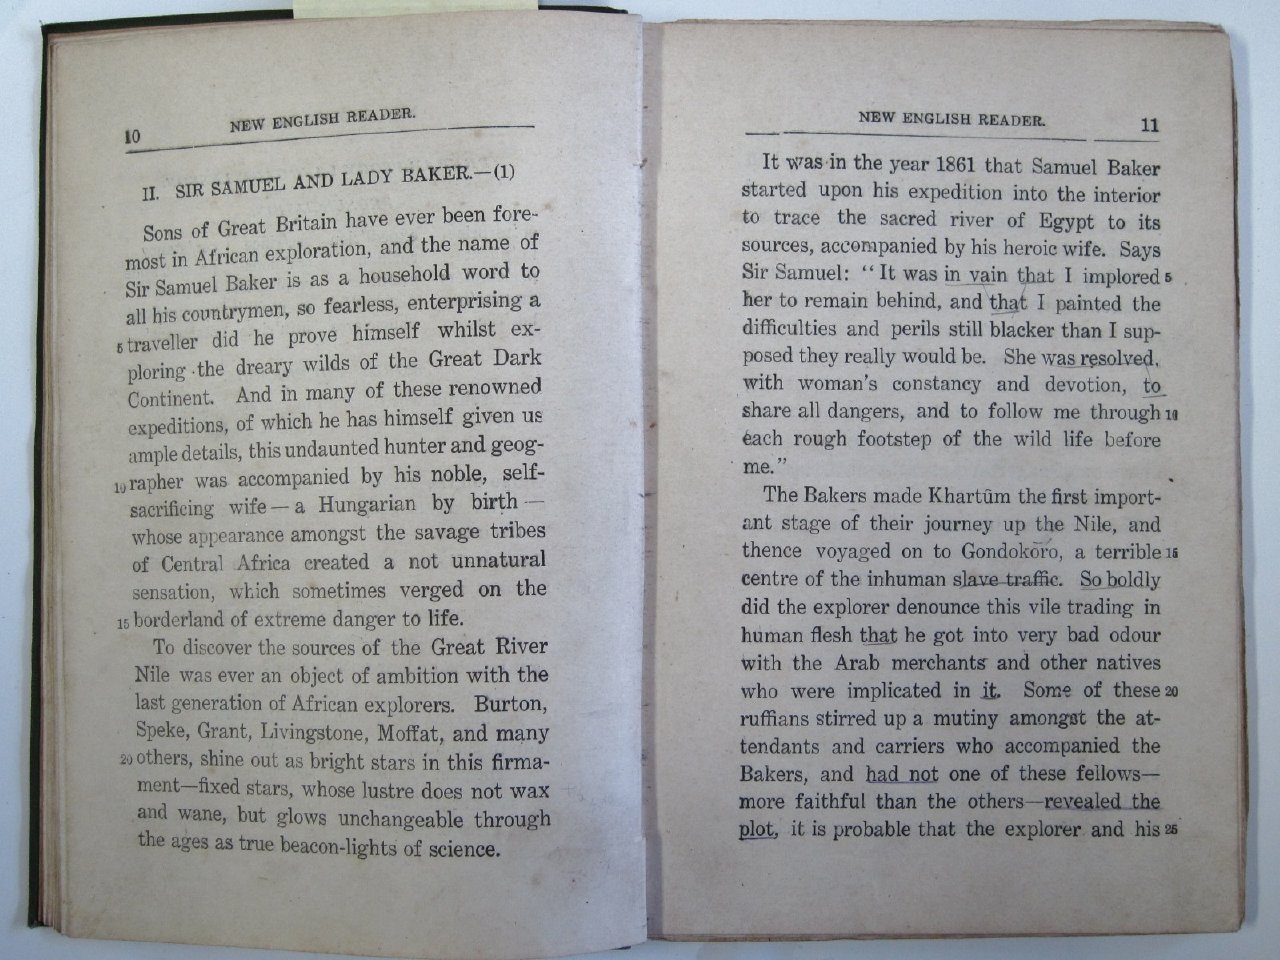 10
NEW ENGLISH READER.
II. SIR SAMUEL AND LADY BAKER.—(1)
Sons of Great Britain have ever been fore-
most in African exploration, and the name of
Sir Samuel Baker is as a household word to
all his countrymen, so fearless, enterprising a
5 traveller did he prove himself whilst ex-
ploring the dreary wilds of the Great Dark
Continent. And in many of these renowned
expeditions, of which he has himself given us
ample details, this undaunted hunter and geog-
10 rapher was accompanied by his noble, self-
sacrificing wife — a Hungarian by birth —
whose appearance amongst the savage tribes
of Central Africa created a not unnatural
sensation, which sometimes verged on the
15 borderland of extreme danger to life.
To discover the sources of the Great River
Nile was ever an object of ambition with the
last generation of African explorers. Burton,
Speke, Grant, Livingstone, Moffat, and many
20 others, shine out as bright stars in this firma-
ment—fixed stars, whose lustre does not wax
and wane, but glows unchangeable through
the ages as true beacon-lights of science.
NEW ENGLISH READER.
11
It was in the year 1861 that Samuel Baker
started upon his expedition into the interior
to trace the sacred river of Egypt to its
sources, accompanied by his heroic wife. Says
Sir Samuel: "It was in vain that I implored 5
her to remain behind, and that I painted the
difficulties and perils still blacker than I sup-
posed they really would be. She was resolved,
with woman's constancy and devotion, to
share all dangers, and to follow me through 10
each rough footstep of the wild life before
me."
The Bakers made Khartûm the first import-
ant stage of their journey up the Nile, and
thence voyaged on to Gondokōro, a terrible 15
centre of the inhuman slave traffic. So boldly
did the explorer denounce this vile trading in
human flesh that he got into very bad odour
with the Arab merchants and other natives
who were implicated in it. Some of these 20
ruffians stirred up a mutiny amongst the at-
tendants and carriers who accompanied the
Bakers, and had not one of these fellows—
more faithful than the others—revealed the
plot, it is probable that the explorer and his 25